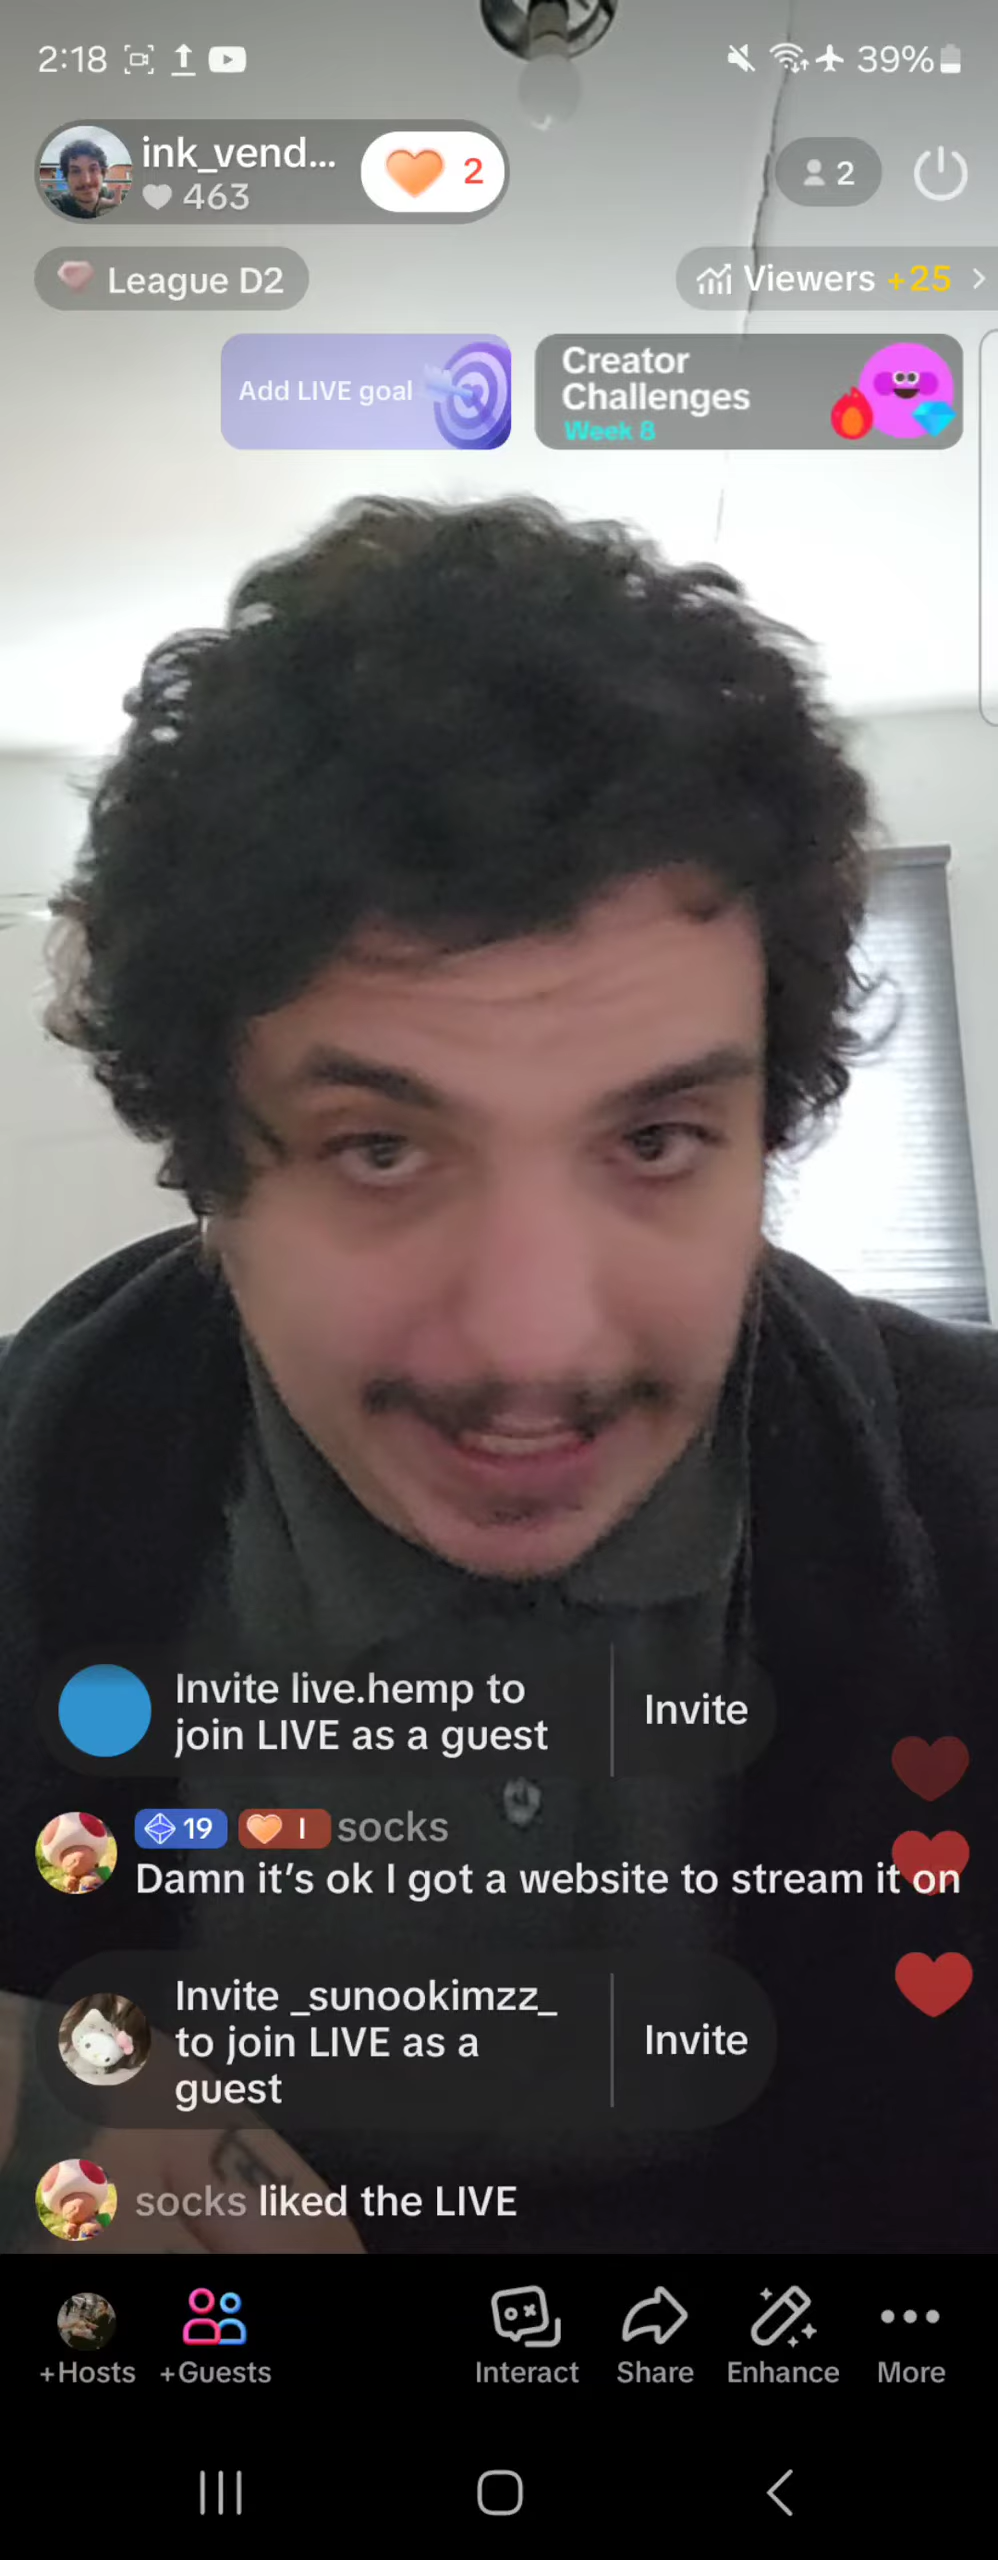 2:18
39%
ink_vend...
463
2
2
League D2
Viewers +25 >
Add LIVE goal
Creator
Challenges
Week 8
Invite live.hemp to
join LIVE as a guest
Invite
19
I
socks
Damn it's ok I got a website to stream it on
Invite _sunookimzz_
to join LIVE as a
guest
Invite
socks liked the LIVE
+Hosts
+Guests
Interact
Share
Enhance
More